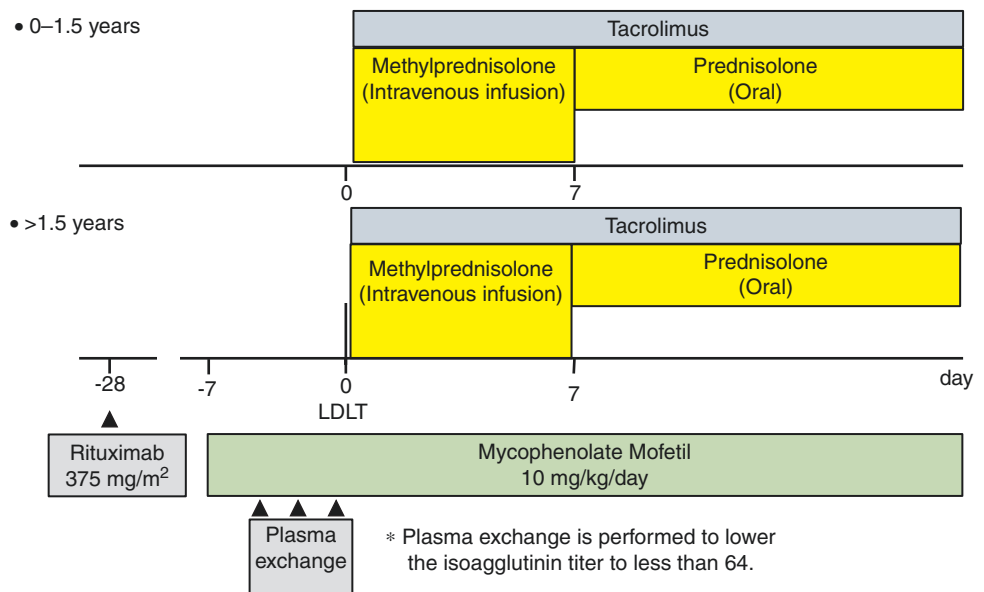 • 0–1.5 years
Tacrolimus
Methylprednisolone
(Intravenous infusion)
Prednisolone
(Oral)
0
7
• >1.5 years
Tacrolimus
Methylprednisolone
(Intravenous infusion)
Prednisolone
(Oral)
-28
-7
0
7
day
LDLT
Rituximab
375 mg/m²
Mycophenolate Mofetil
10 mg/kg/day
Plasma
exchange
* Plasma exchange is performed to lower
the isoagglutinin titer to less than 64.